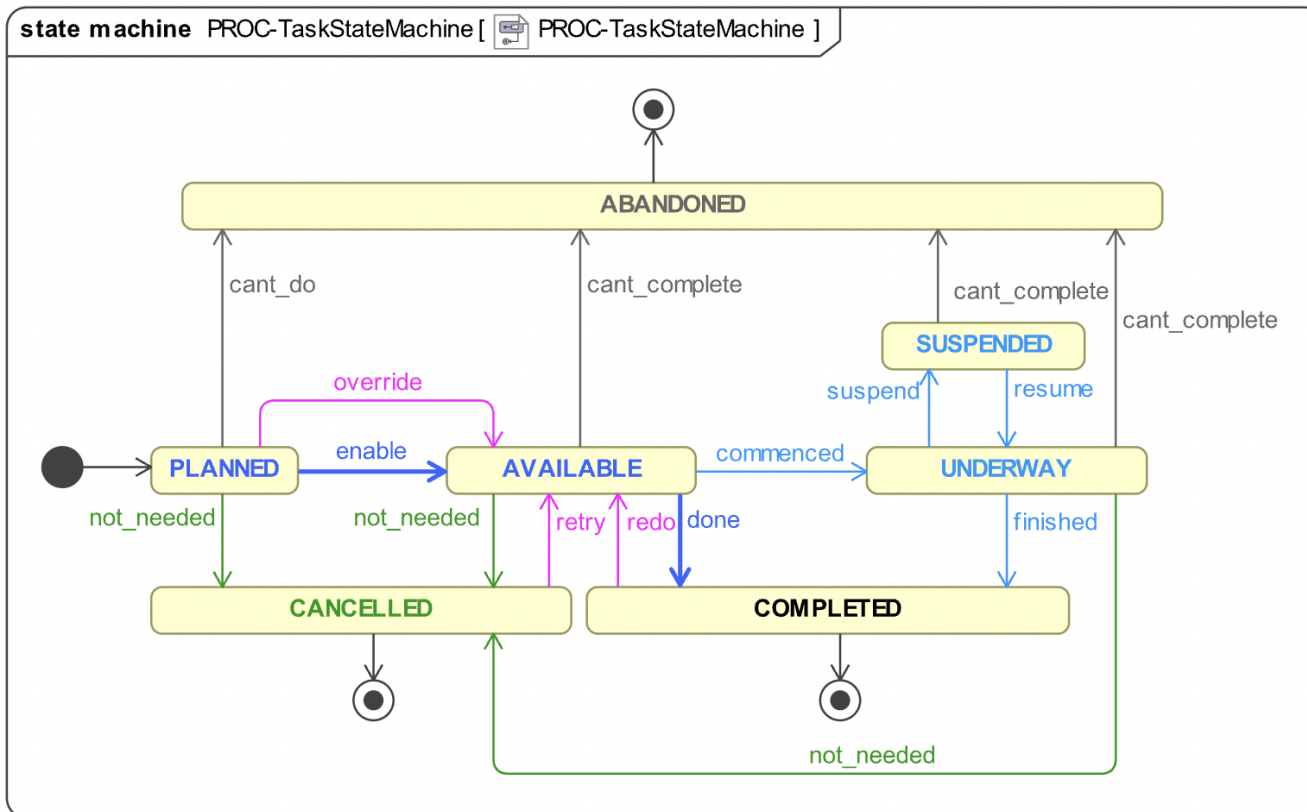 state machine PROC-TaskStateMachine [ PROC-TaskStateMachine ]
ABANDONED
cant_do
cant_complete
cant_complete
cant_complete
SUSPENDED
override
suspend
resume
enable
commenced
PLANNED
AVAILABLE
UNDERWAY
not_needed
not_needed
retry
redo
done
finished
CANCELLED
COMPLETED
not_needed